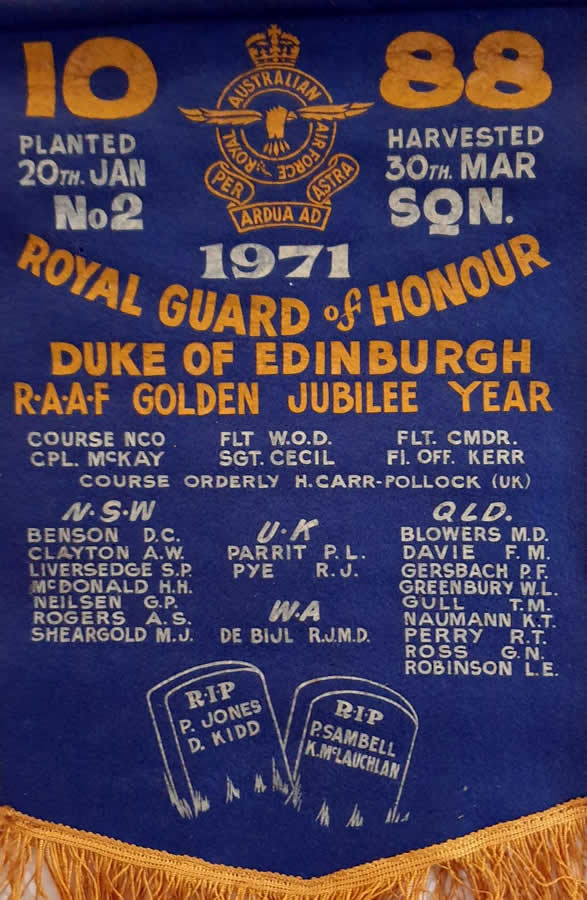 10 88
PLANTED
20TH. JAN
No2
ROYAL AUSTRALIAN AIR FORCE
PER ARDUA AD ASTRA
HARVESTED
30TH. MAR
SQN.
1971
ROYAL GUARD of HONOUR
DUKE OF EDINBURGH
R·A·A·F GOLDEN JUBILEE YEAR
COURSE NCO FLT W.O.D. FLT. CMDR.
CPL. McKAY SGT. CECIL FI. OFF. KERR
COURSE ORDERLY H. CARR-POLLOCK (UK)
N·S·W
BENSON D.C.
CLAYTON A.W.
LIVERSEDGE S.P.
McDONALD H.H.
NEILSEN G.P.
ROGERS A.S.
SHEARGOLD M.J.
U·K
PARRIT P.L.
PYE R.J.
W·A
DE BIJL R.J.M.D.
QLD.
BLOWERS M.D.
DAVIE F.M.
GERSBACH P.F.
GREENBURY W.L.
GULL T.M.
NAUMANN K.T.
PERRY R.T.
ROSS G.N.
ROBINSON L.E.
R·I·P
P. JONES
D. KIDD
R·I·P
P. SAMBELL
K. McLAUCHLAN